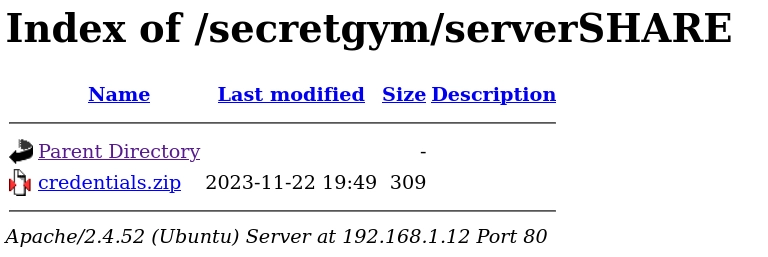 Index of /secretgym/serverSHARE
Name Last modified Size Description
Parent Directory -
credentials.zip 2023-11-22 19:49 309
Apache/2.4.52 (Ubuntu) Server at 192.168.1.12 Port 80